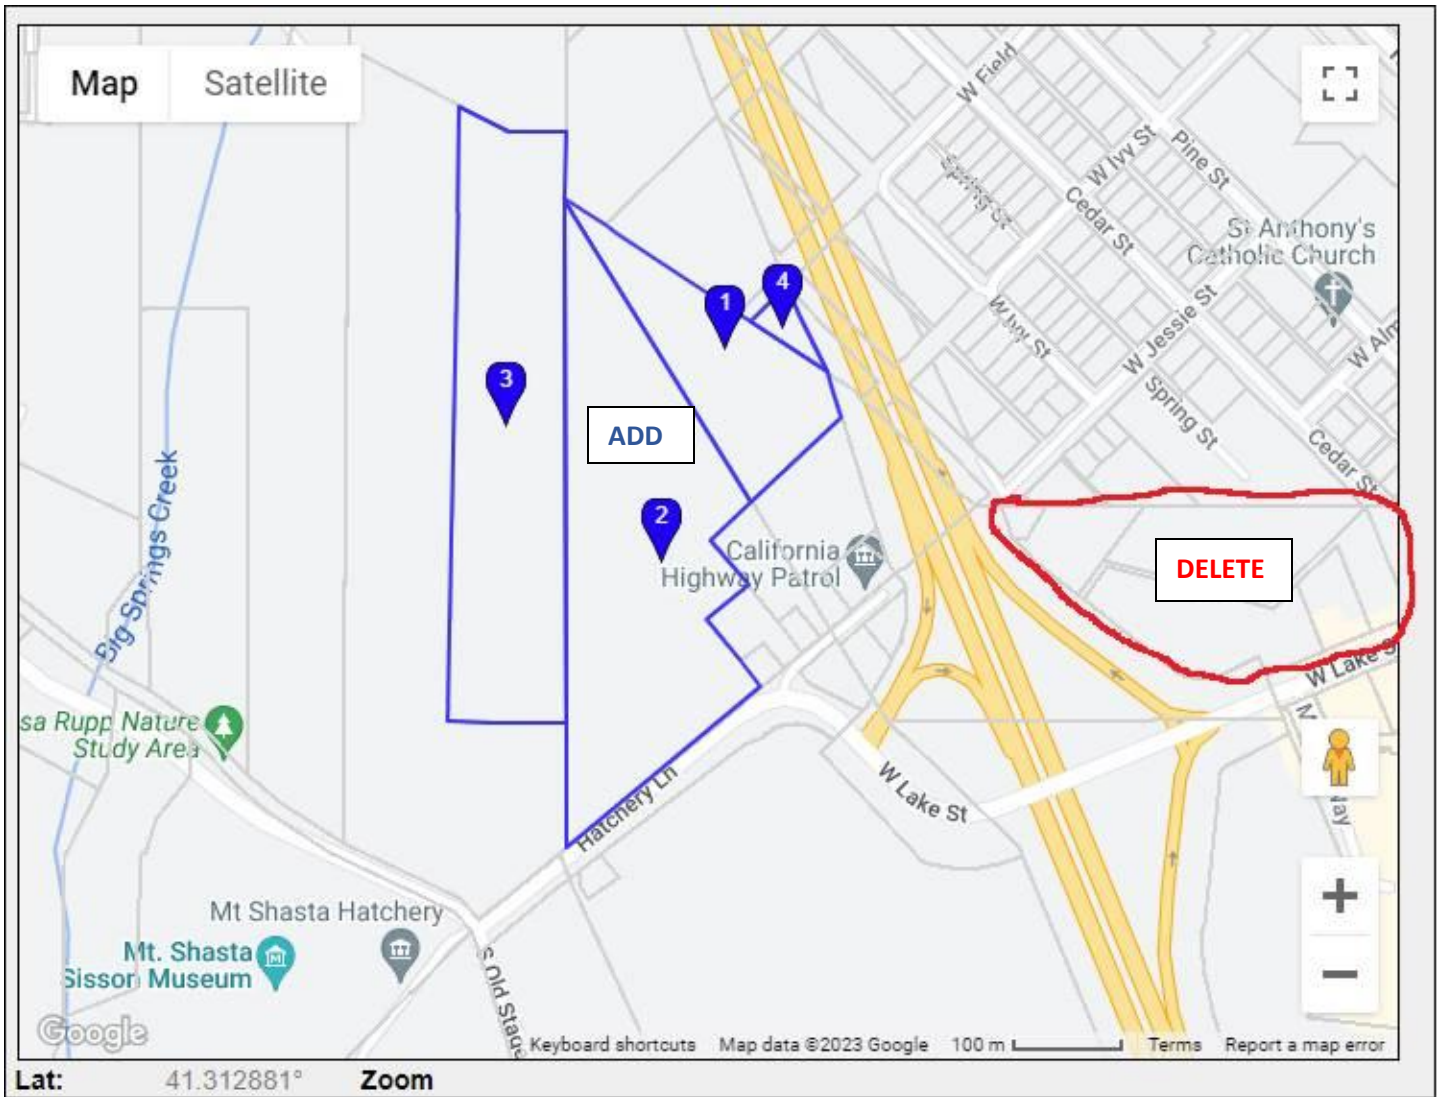 Map Satellite
W Field
W Ivy St
Pine St
Spring St
Cedar St
St Anthony's
Catholic Church
W Ivy St
W Jessie St
W Alm
Spring St
Cedar St
1
4
3
ADD
2
California
Highway Patrol
DELETE
Big Springs Creek
W Lake S
sa Rupp Nature
Study Area
Hatchery Ln
W Lake St
Mt Shasta Hatchery
Mt. Shasta
Sisson Museum
S Old Stage
Google
Keyboard shortcuts Map data ©2023 Google 100 m Terms Report a map error
Lat: 41.312881° Zoom